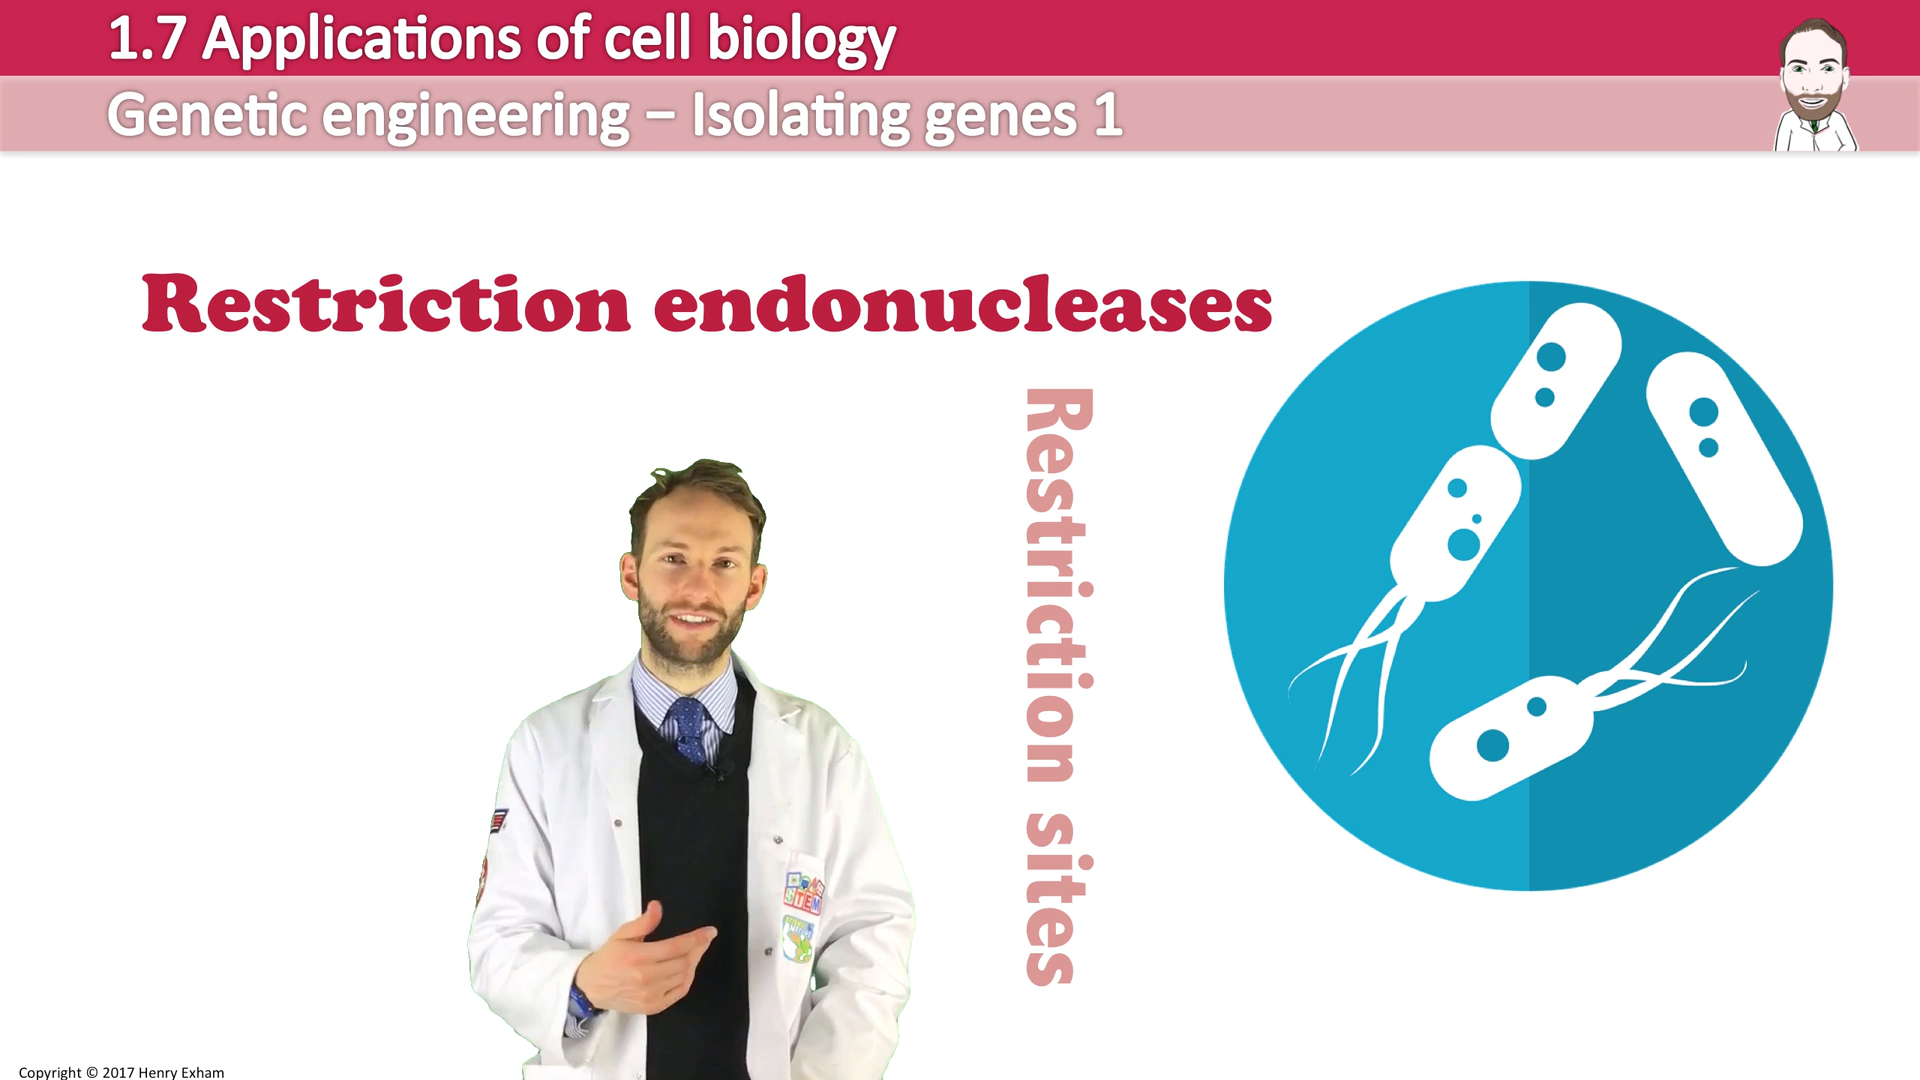 1.7 Applications of cell biology
Genetic engineering – Isolating genes 1
Restriction endonucleases
Restriction sites
STEM
Copyright © 2017 Henry Exham